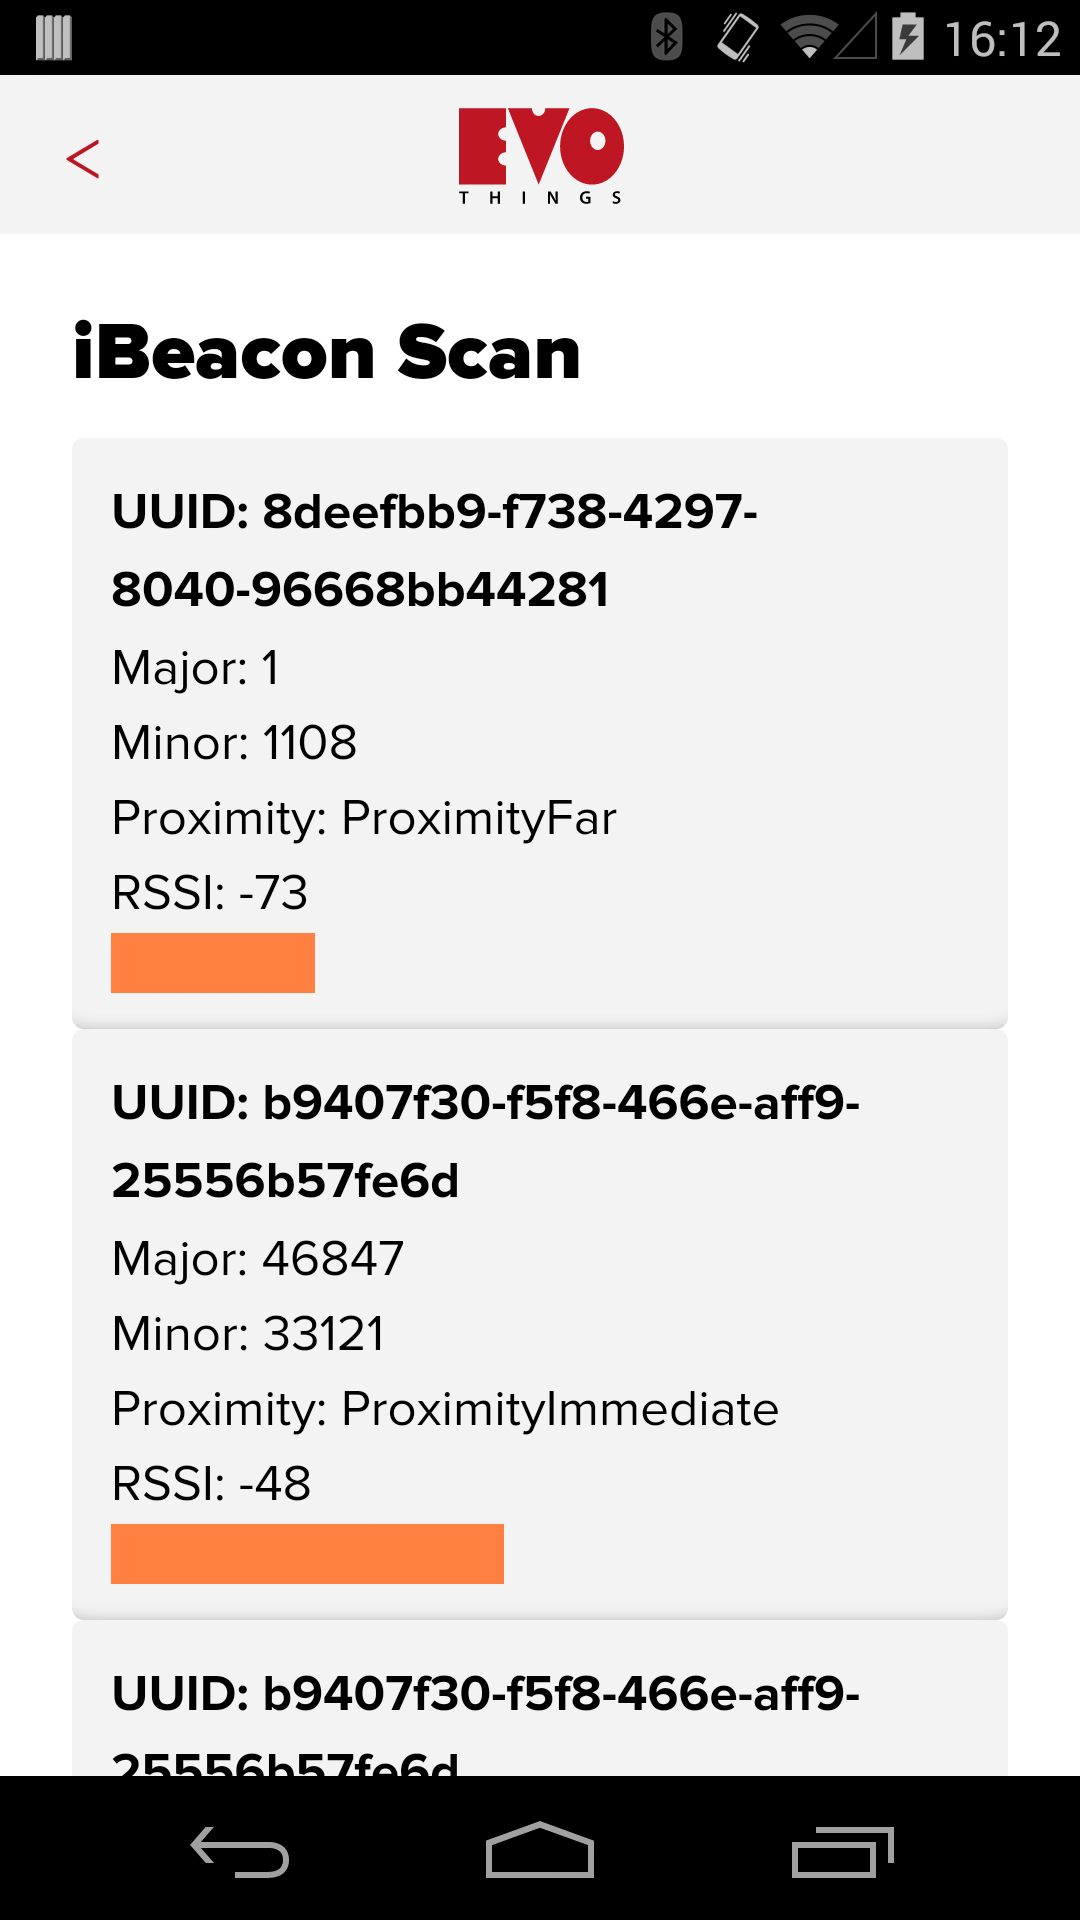 16:12
<
EVO
THINGS
iBeacon Scan
UUID: 8deefbb9-f738-4297-
8040-96668bb44281
Major: 1
Minor: 1108
Proximity: ProximityFar
RSSI: -73
UUID: b9407f30-f5f8-466e-aff9-
25556b57fe6d
Major: 46847
Minor: 33121
Proximity: ProximityImmediate
RSSI: -48
UUID: b9407f30-f5f8-466e-aff9-
25556b57fe6d